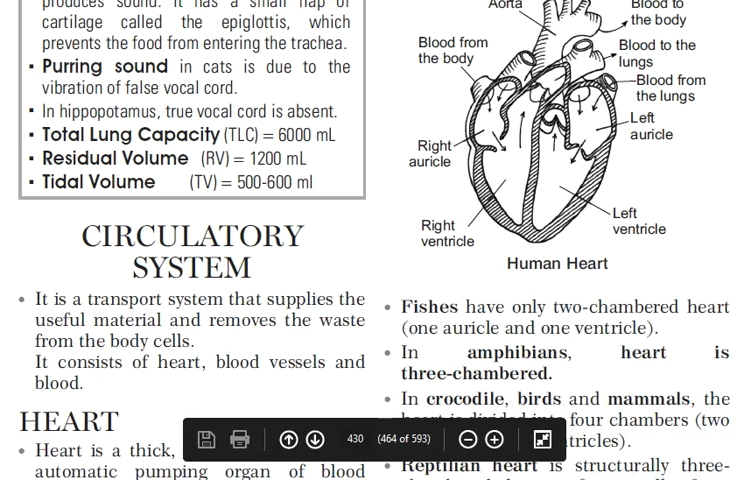 produces sound. It has a small flap of
cartilage called the epiglottis, which
prevents the food from entering the trachea.
▪ Purring sound in cats is due to the
vibration of false vocal cord.
▪ In hippopotamus, true vocal cord is absent.
▪ Total Lung Capacity (TLC) = 6000 mL
▪ Residual Volume (RV) = 1200 mL
▪ Tidal Volume (TV) = 500-600 ml
CIRCULATORY
SYSTEM
• It is a transport system that supplies the
useful material and removes the waste
from the body cells.
It consists of heart, blood vessels and
blood.
HEART
• Heart is a thick,
automatic pumping organ of blood
Aorta
Blood to
the body
Blood from
the body
Blood to the
lungs
Blood from
the lungs
Left
auricle
Right
auricle
Right
ventricle
Left
ventricle
Human Heart
• Fishes have only two-chambered heart
(one auricle and one ventricle).
• In amphibians, heart is
three-chambered.
• In crocodile, birds and mammals, the
heart is divided into four chambers (two
tricles).
• Reptilian heart is structurally three-
430 (464 of 593)